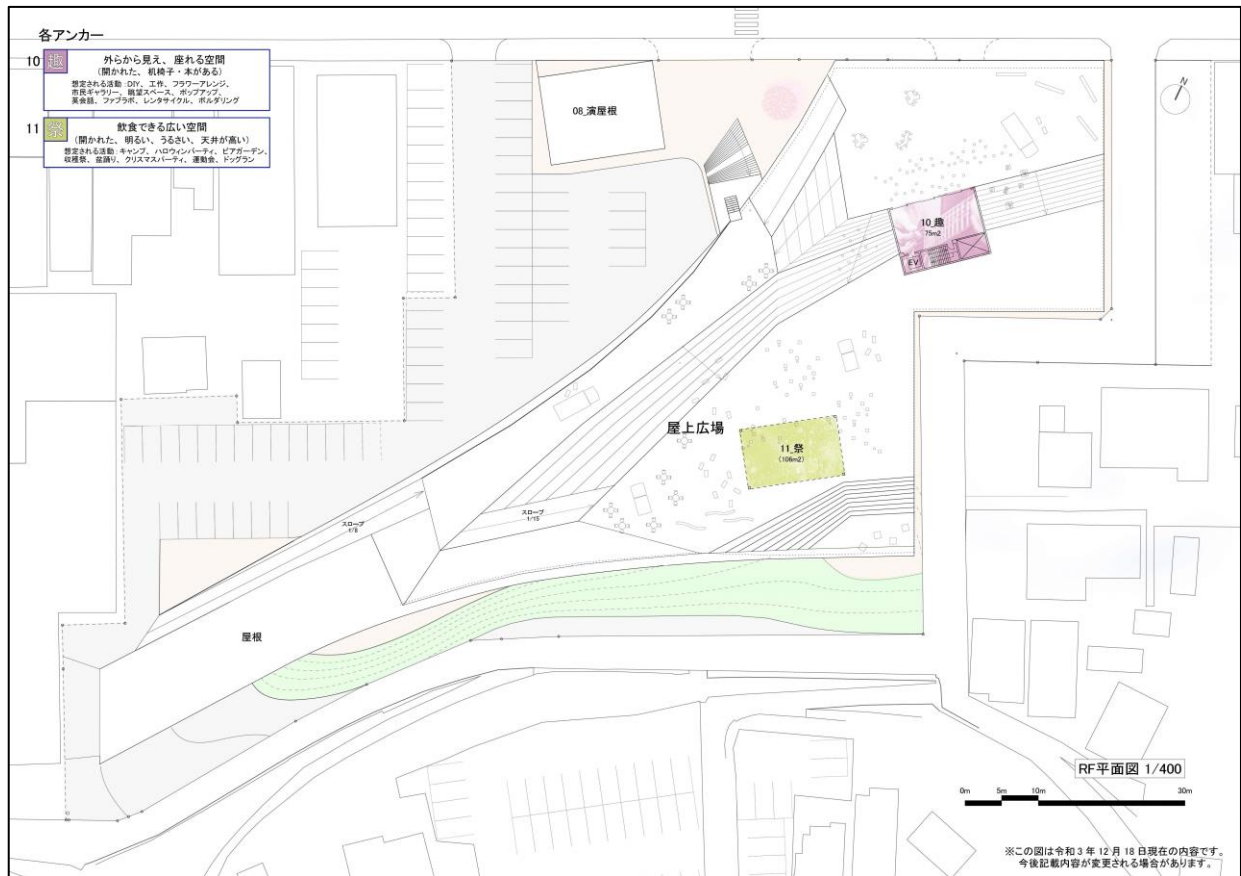 各アンカー
10 趣 外らから見え、座れる空間
(開かれた、机椅子・本がある)
想定される活動:DIY、工作、フラワーアレンジ、
市民ギャラリー、眺望スペース、ポップアップ、
英会話、ファブラボ、レンタサイクル、ボルダリング
11 祭 飲食できる広い空間
(開かれた、明るい、うるさい、天井が高い)
想定される活動:キャンプ、ハロウィンパーティ、ビアガーデン、
収穫祭、盆踊り、クリスマスパーティ、運動会、ドッグラン
08_演屋根
N
10_趣
75m2
EV
屋上広場
11_祭
(106m2)
スロープ
1/8
スロープ
1/15
屋根
RF平面図 1/400
0m 5m 10m 30m
※この図は令和3年12月18日現在の内容です。
今後記載内容が変更される場合があります。